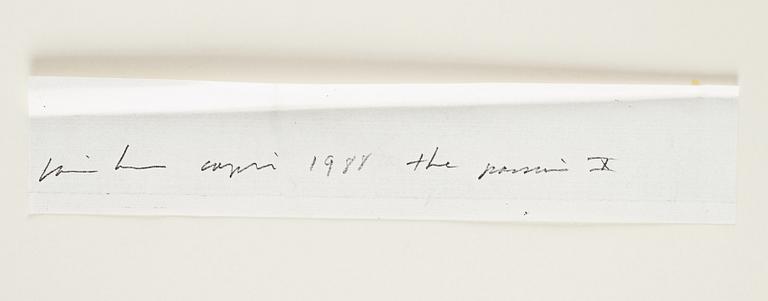 capri 1988 the passion X